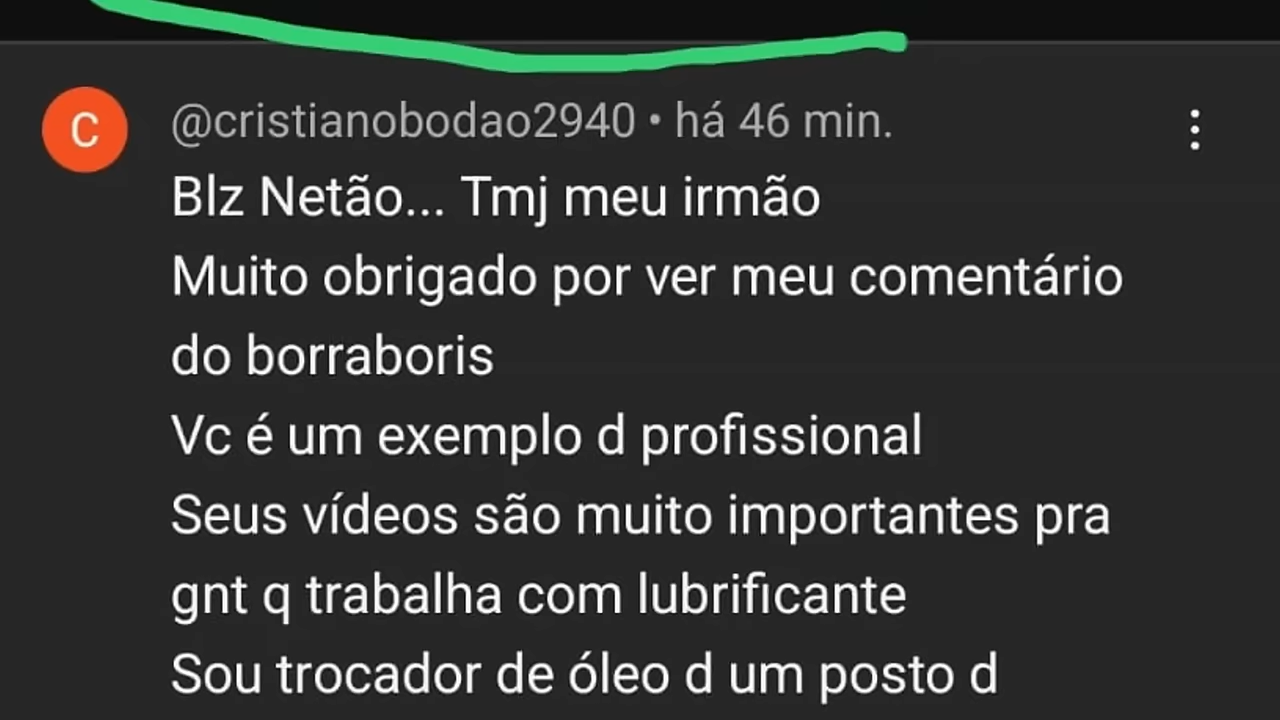 C
@cristianobodao2940 • há 46 min.
Blz Netão... Tmj meu irmão
Muito obrigado por ver meu comentário
do borraboris
Vc é um exemplo d profissional
Seus vídeos são muito importantes pra
gnt q trabalha com lubrificante
Sou trocador de óleo d um posto d